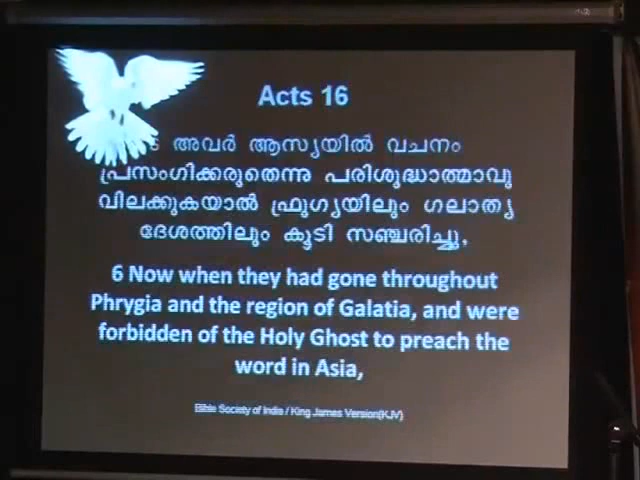 Acts 16
6 അവർ ആസ്യയിൽ വചനം
പ്രസംഗിക്കരുതെന്നു പരിശുദ്ധാത്മാവു
വിലക്കുകയാൽ ഫ്രുഗ്യയിലും ഗലാത്യ
ദേശത്തിലും കൂടി സഞ്ചരിച്ചു,
6 Now when they had gone throughout
Phrygia and the region of Galatia, and were
forbidden of the Holy Ghost to preach the
word in Asia,
Bible Society of India / King James Version(KJV)